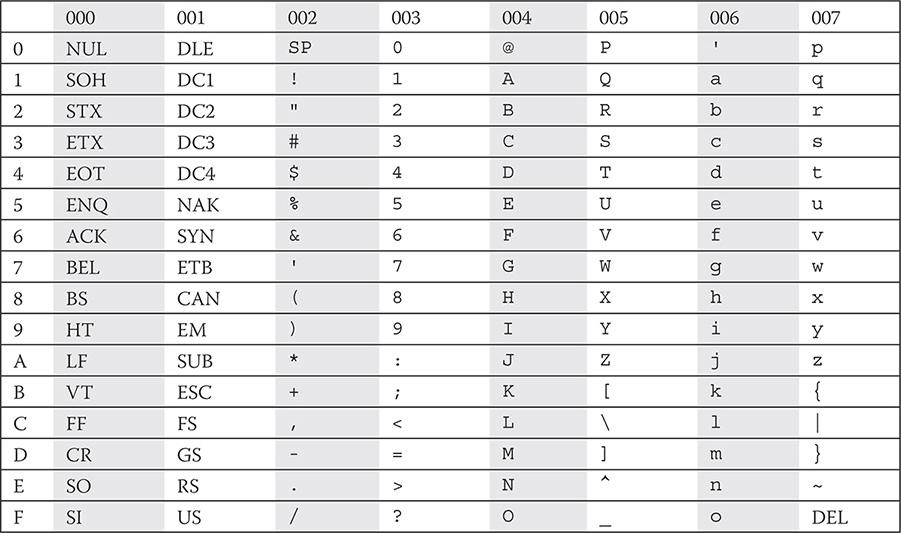 000 001 002 003 004 005 006 007
0 NUL DLE SP 0 @ P ' p
1 SOH DC1 ! 1 A Q a q
2 STX DC2 " 2 B R b r
3 ETX DC3 # 3 C S c s
4 EOT DC4 $ 4 D T d t
5 ENQ NAK % 5 E U e u
6 ACK SYN & 6 F V f v
7 BEL ETB ' 7 G W g w
8 BS CAN ( 8 H X h x
9 HT EM ) 9 I Y i y
A LF SUB * : J Z j z
B VT ESC + ; K [ k {
C FF FS , < L \ l |
D CR GS - = M ] m }
E SO RS . > N ^ n ~
F SI US / ? O _ o DEL